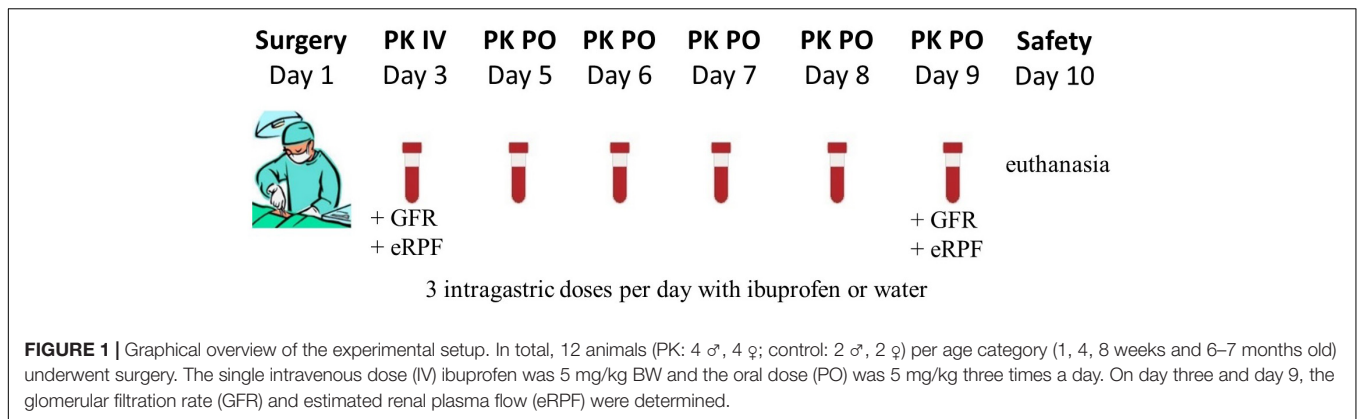 Surgery PK IV PK PO PK PO PK PO PK PO PK PO Safety
Day 1 Day 3 Day 5 Day 6 Day 7 Day 8 Day 9 Day 10
euthanasia
+ GFR + GFR
+ eRPF + eRPF
3 intragastric doses per day with ibuprofen or water
FIGURE 1 | Graphical overview of the experimental setup. In total, 12 animals (PK: 4 ♂, 4 ♀; control: 2 ♂, 2 ♀) per age category (1, 4, 8 weeks and 6–7 months old)
underwent surgery. The single intravenous dose (IV) ibuprofen was 5 mg/kg BW and the oral dose (PO) was 5 mg/kg three times a day. On day three and day 9, the
glomerular filtration rate (GFR) and estimated renal plasma flow (eRPF) were determined.